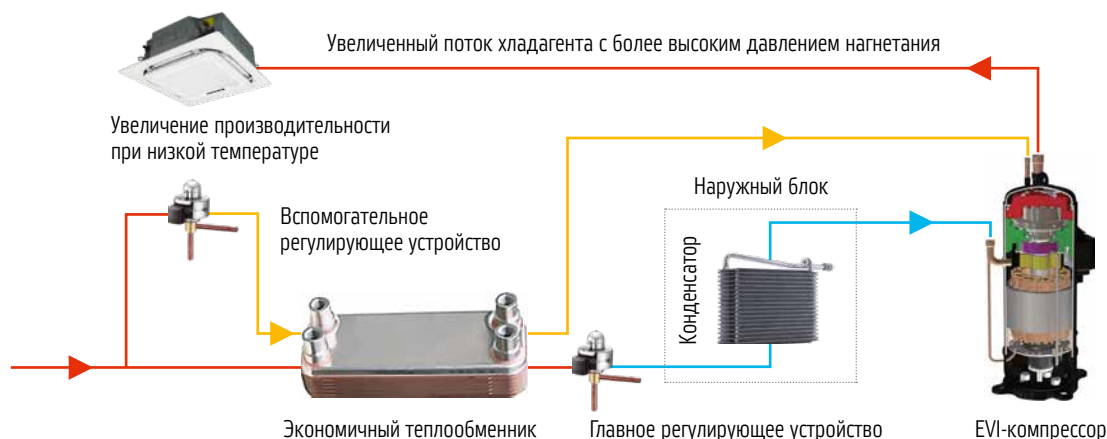 Увеличенный поток хладагента с более высоким давлением нагнетания
Увеличение производительности
при низкой температуре
Наружный блок
Вспомогательное
регулирующее устройство
Конденсатор
Экономичный теплообменник
Главное регулирующее устройство
EVI-компрессор